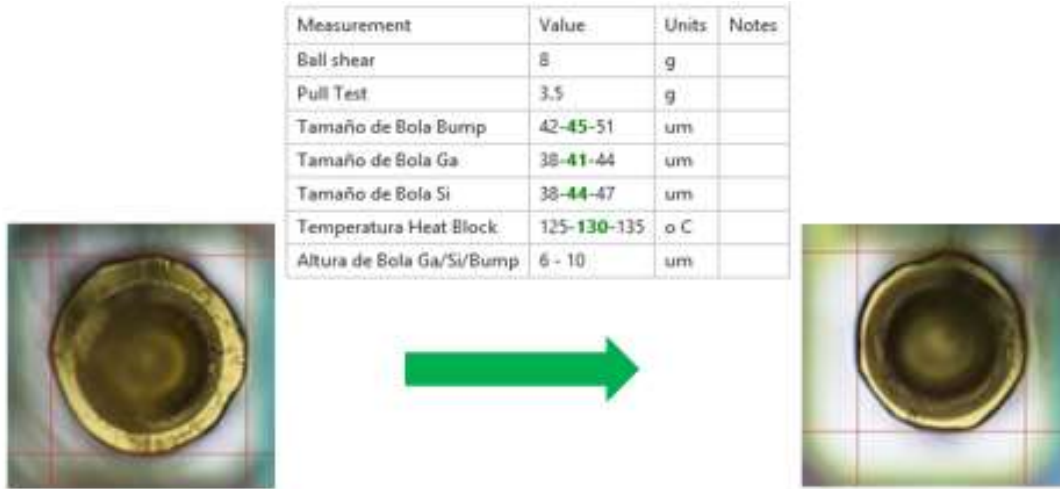 Measurement Value Units Notes
Ball shear 8 g
Pull Test 3.5 g
Tamaño de Bola Bump 42-45-51 um
Tamaño de Bola Ga 38-41-44 um
Tamaño de Bola Si 38-44-47 um
Temperatura Heat Block 125-130-135 o C
Altura de Bola Ga/Si/Bump 6 - 10 um